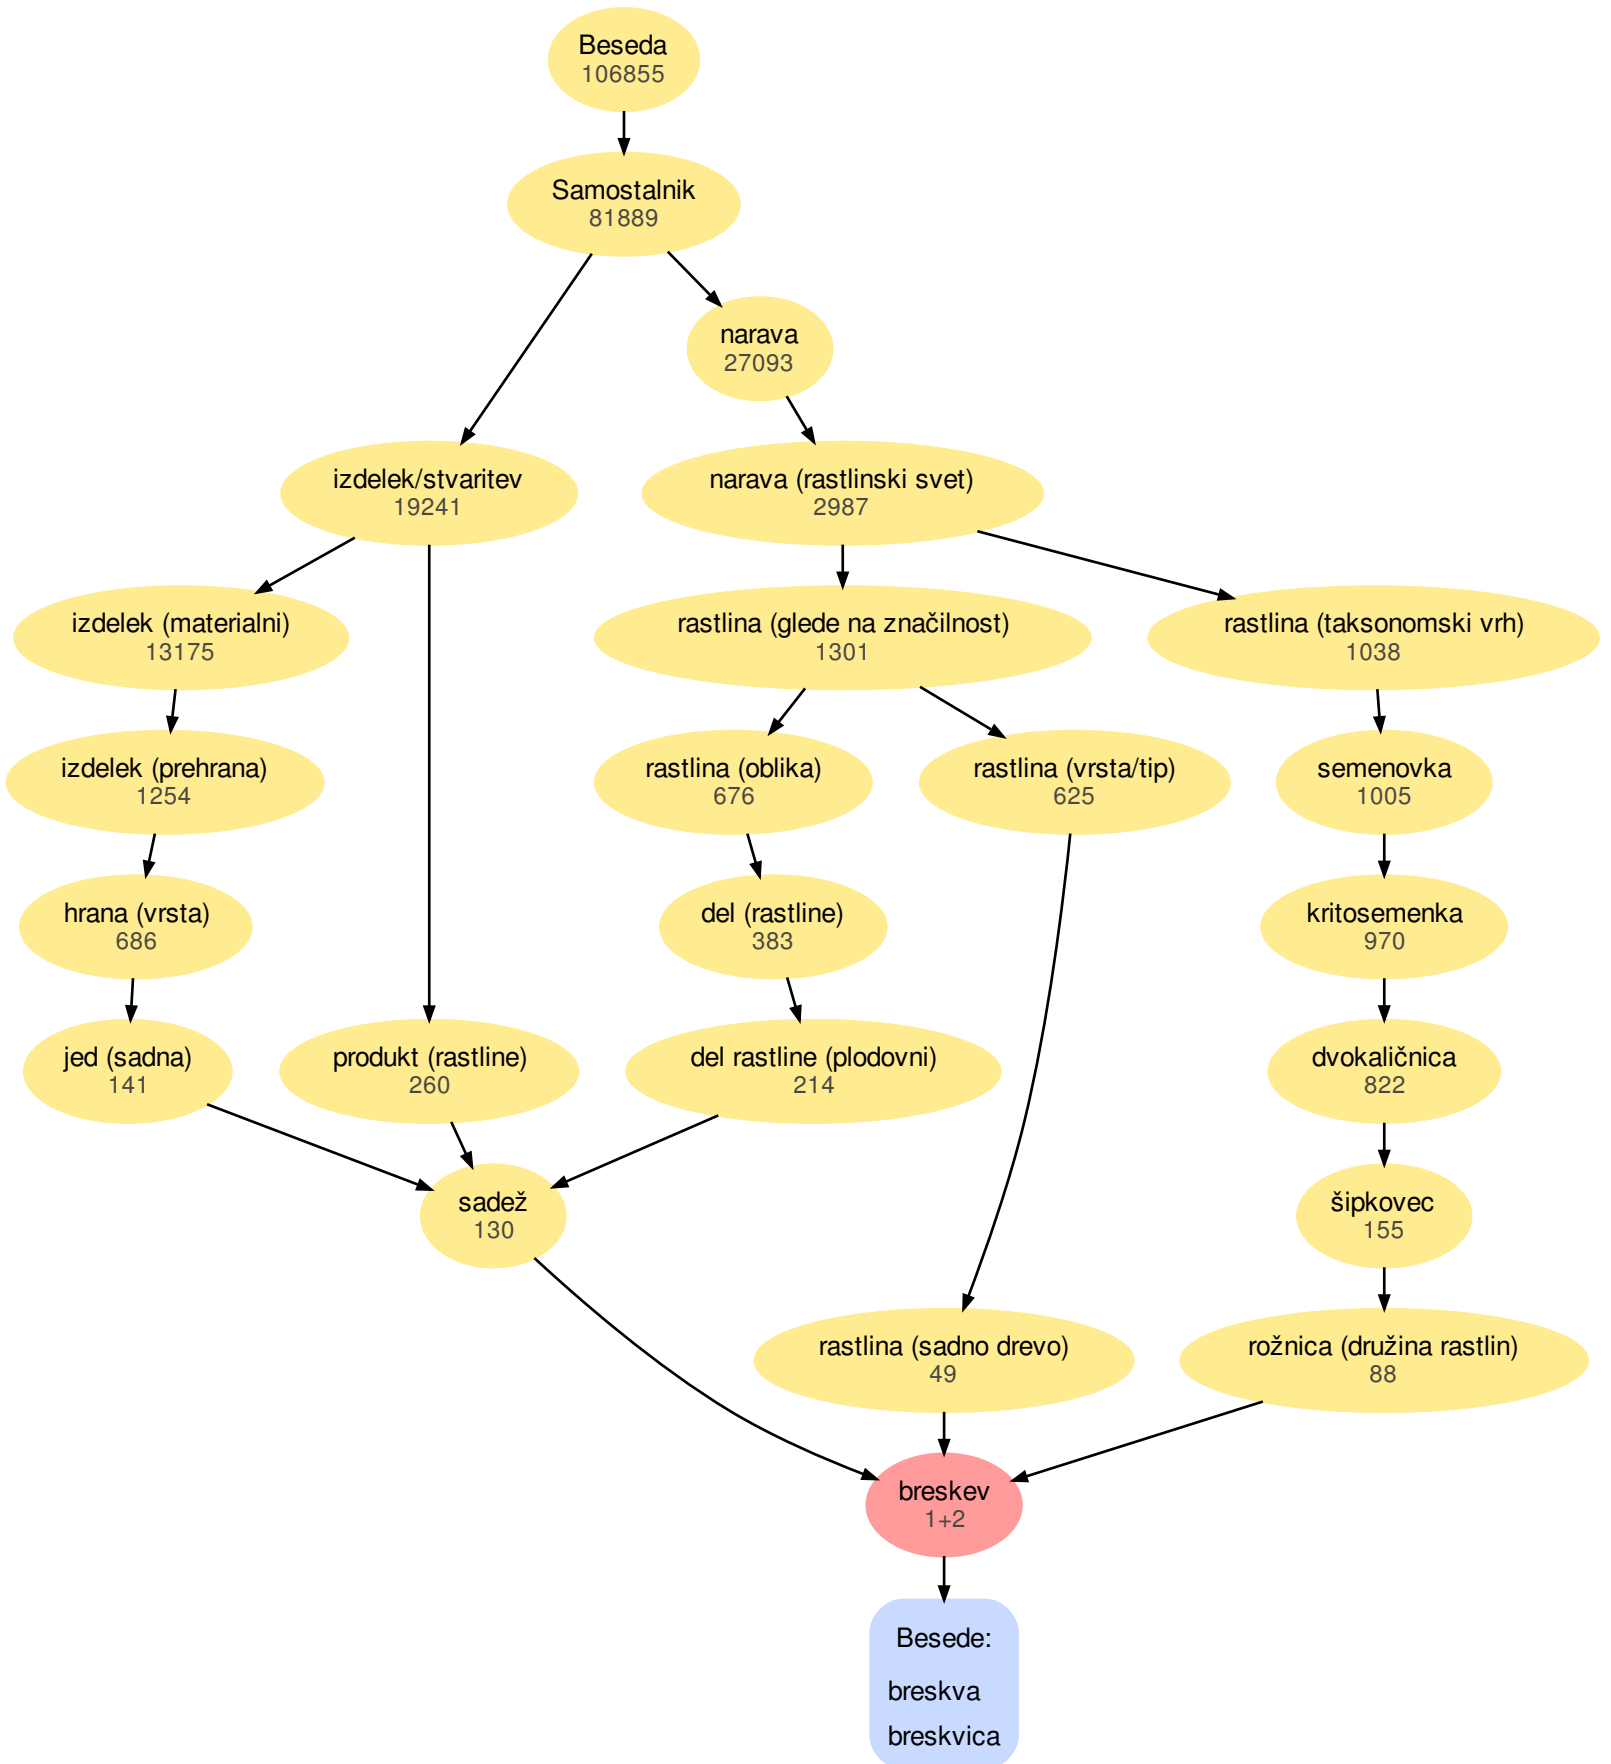 Beseda
106855
Samostalnik
81889
narava
27093
izdelek/stvaritev
19241
narava (rastlinski svet)
2987
izdelek (materialni)
13175
rastlina (glede na značilnost)
1301
rastlina (taksonomski vrh)
1038
izdelek (prehrana)
1254
rastlina (oblika)
676
rastlina (vrsta/tip)
625
semenovka
1005
hrana (vrsta)
686
del (rastline)
383
kritosemenka
970
jed (sadna)
141
produkt (rastline)
260
del rastline (plodovni)
214
dvokaličnica
822
sadež
130
šipkovec
155
rastlina (sadno drevo)
49
rožnica (družina rastlin)
88
breskev
1+2
Besede:
breskva
breskvica